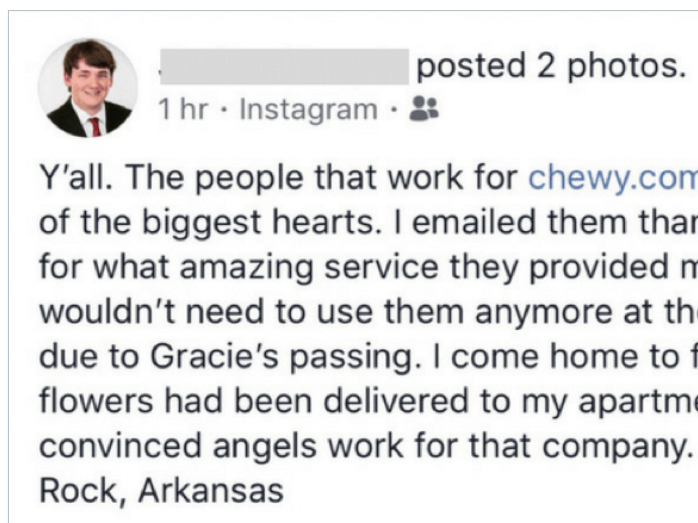 posted 2 photos.
1 hr · Instagram ·
Y'all. The people that work for chewy.com
of the biggest hearts. I emailed them
for what amazing service they provided
wouldn't need to use them anymore at
due to Gracie's passing. I come home to
flowers had been delivered to my
convinced angels work for that company.
Rock, Arkansas